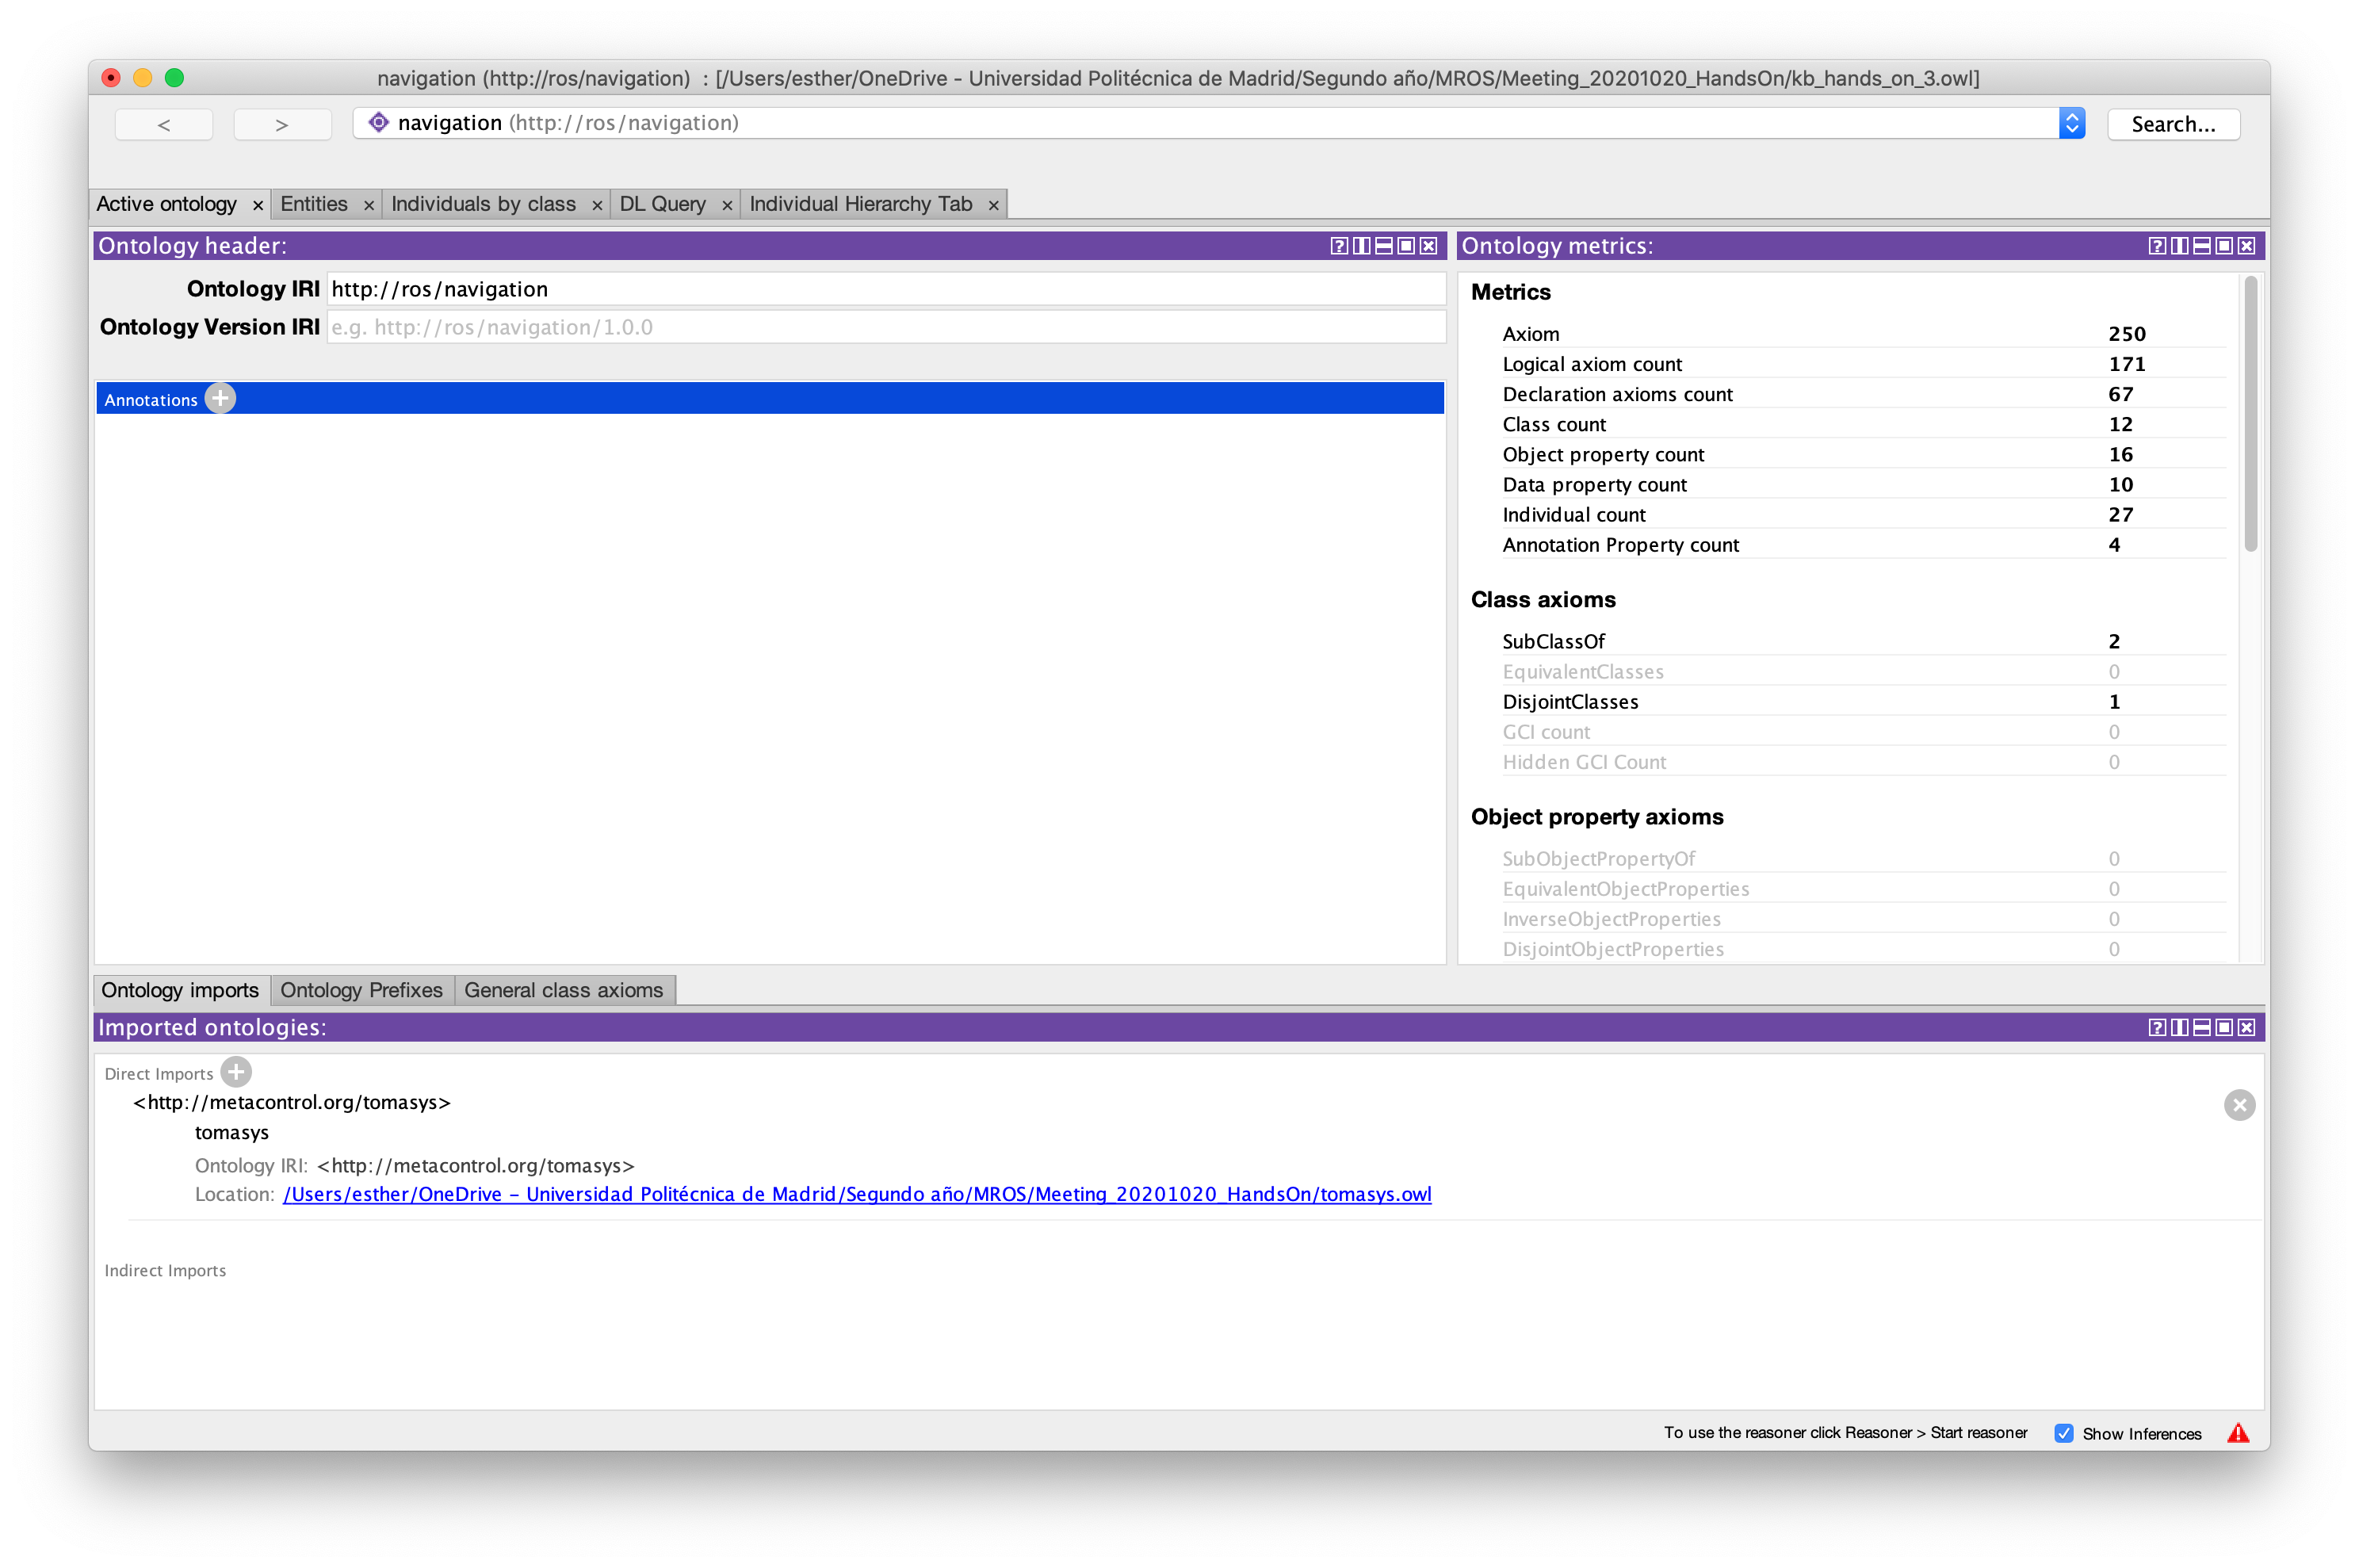 navigation (http://ros/navigation) : [/Users/esther/OneDrive - Universidad Politécnica de Madrid/Segundo año/MROS/Meeting_20201020_HandsOn/kb_hands_on_3.owl]
< > navigation (http://ros/navigation) Search...
Active ontology × Entities × Individuals by class × DL Query × Individual Hierarchy Tab ×
Ontology header:
Ontology IRI http://ros/navigation
Ontology Version IRI e.g. http://ros/navigation/1.0.0
Annotations
Ontology metrics:
Metrics
Axiom 250
Logical axiom count 171
Declaration axioms count 67
Class count 12
Object property count 16
Data property count 10
Individual count 27
Annotation Property count 4
Class axioms
SubClassOf 2
EquivalentClasses 0
DisjointClasses 1
GCI count 0
Hidden GCI Count 0
Object property axioms
SubObjectPropertyOf 0
EquivalentObjectProperties 0
InverseObjectProperties 0
DisjointObjectProperties 0
Ontology imports Ontology Prefixes General class axioms
Imported ontologies:
Direct Imports
<http://metacontrol.org/tomasys>
tomasys
Ontology IRI: <http://metacontrol.org/tomasys>
Location: /Users/esther/OneDrive - Universidad Politécnica de Madrid/Segundo año/MROS/Meeting_20201020_HandsOn/tomasys.owl
Indirect Imports
To use the reasoner click Reasoner > Start reasoner Show Inferences